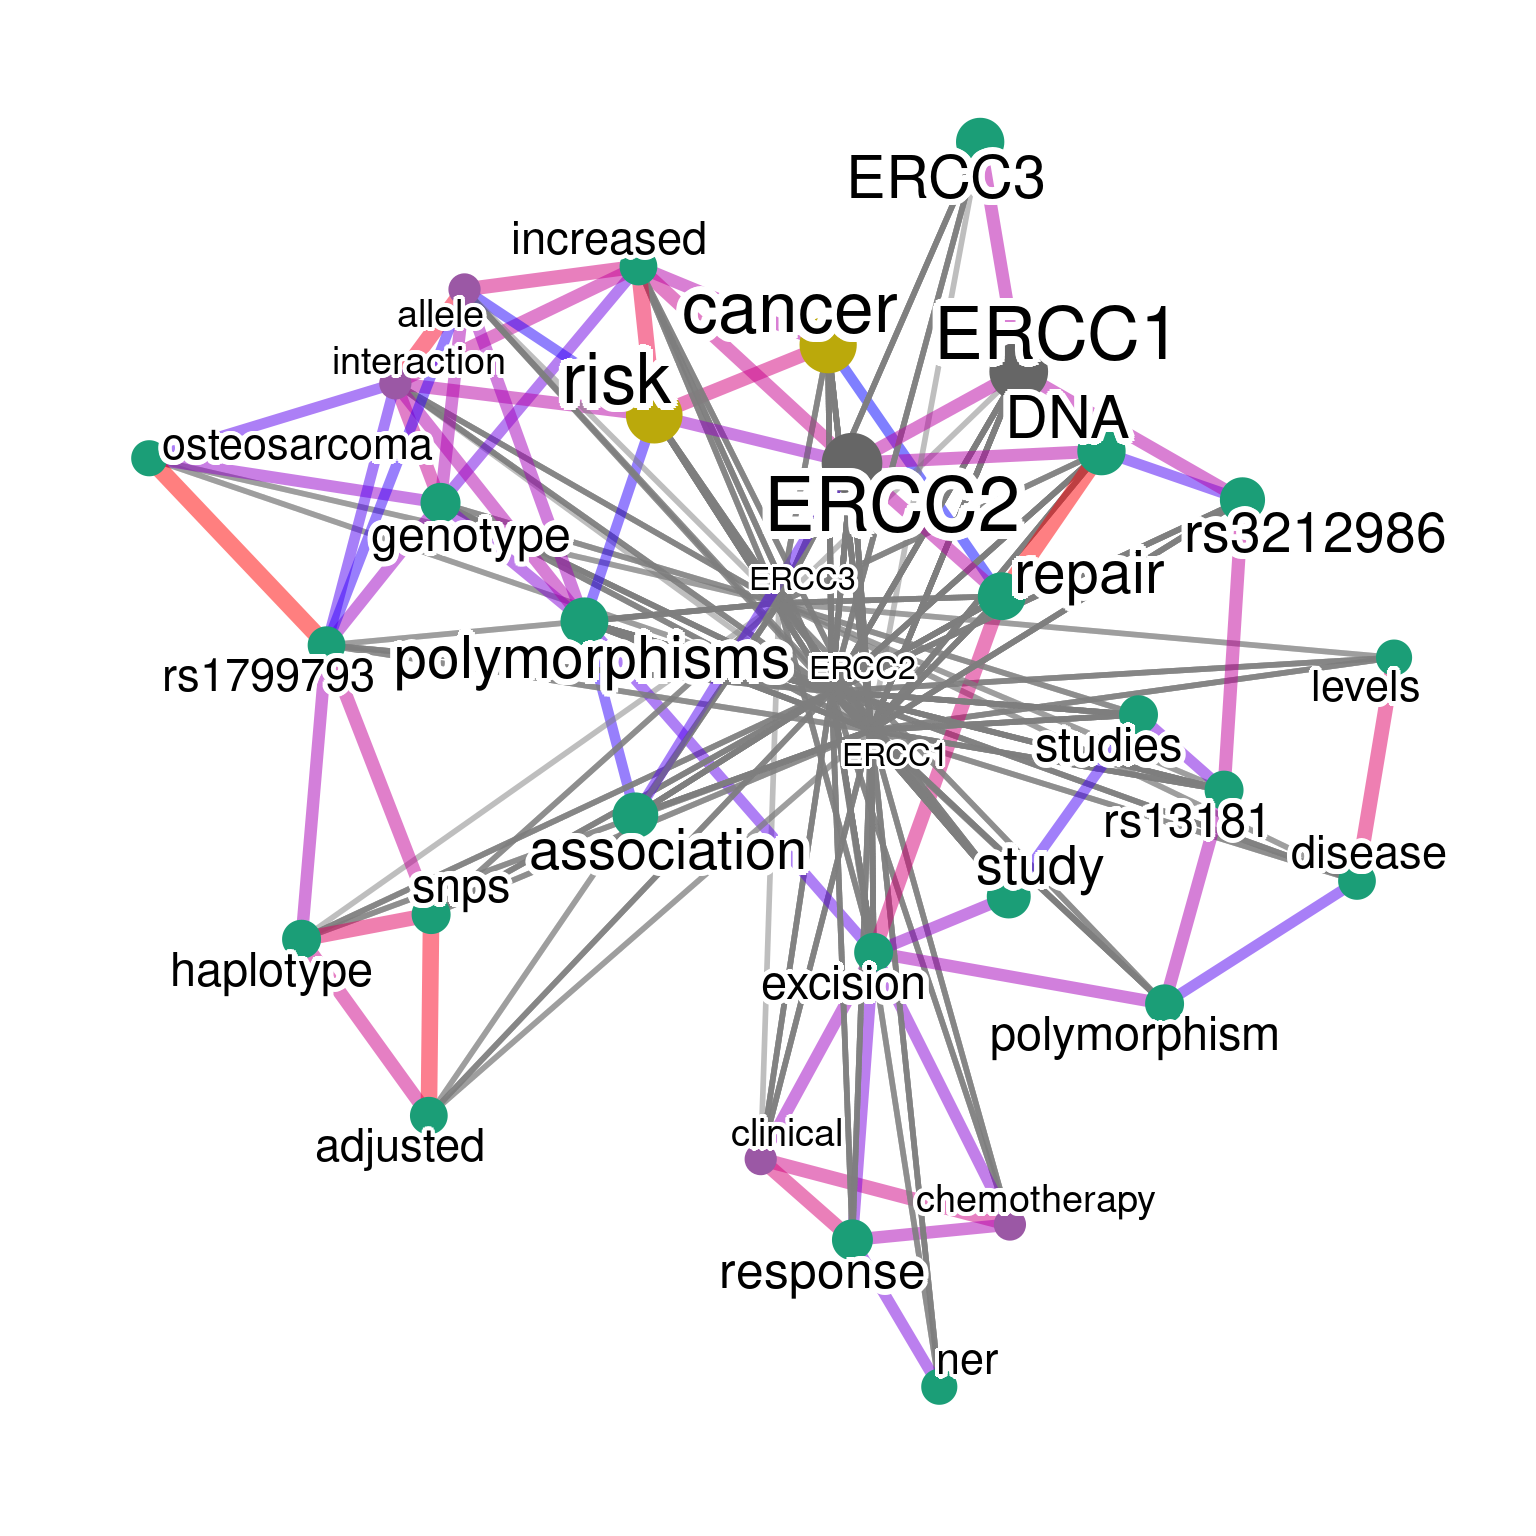 ERCC3
increased
cancer
allele
ERCC1
interaction
risk
DNA
osteosarcoma
ERCC2
genotype
rs3212986
ERCC3
repair
polymorphisms
ERCC2
rs1799793
levels
studies
ERCC1
rs13181
association
disease
study
snps
haplotype
excision
polymorphism
clinical
adjusted
chemotherapy
response
ner